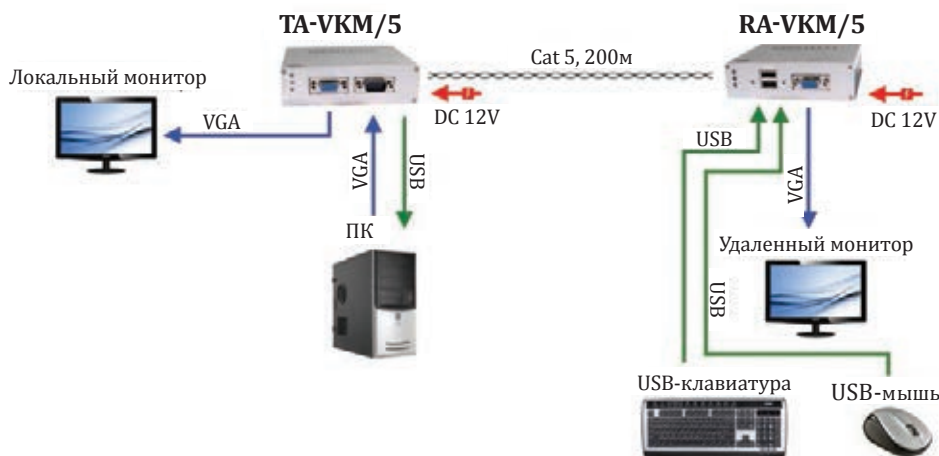 TA-VKM/5
RA-VKM/5
Cat 5, 200м
Локальный монитор
DC 12V
DC 12V
VGA
USB
VGA
USB
VGA
ПК
Удаленный монитор
USB
USB-клавиатура
USB-мышь